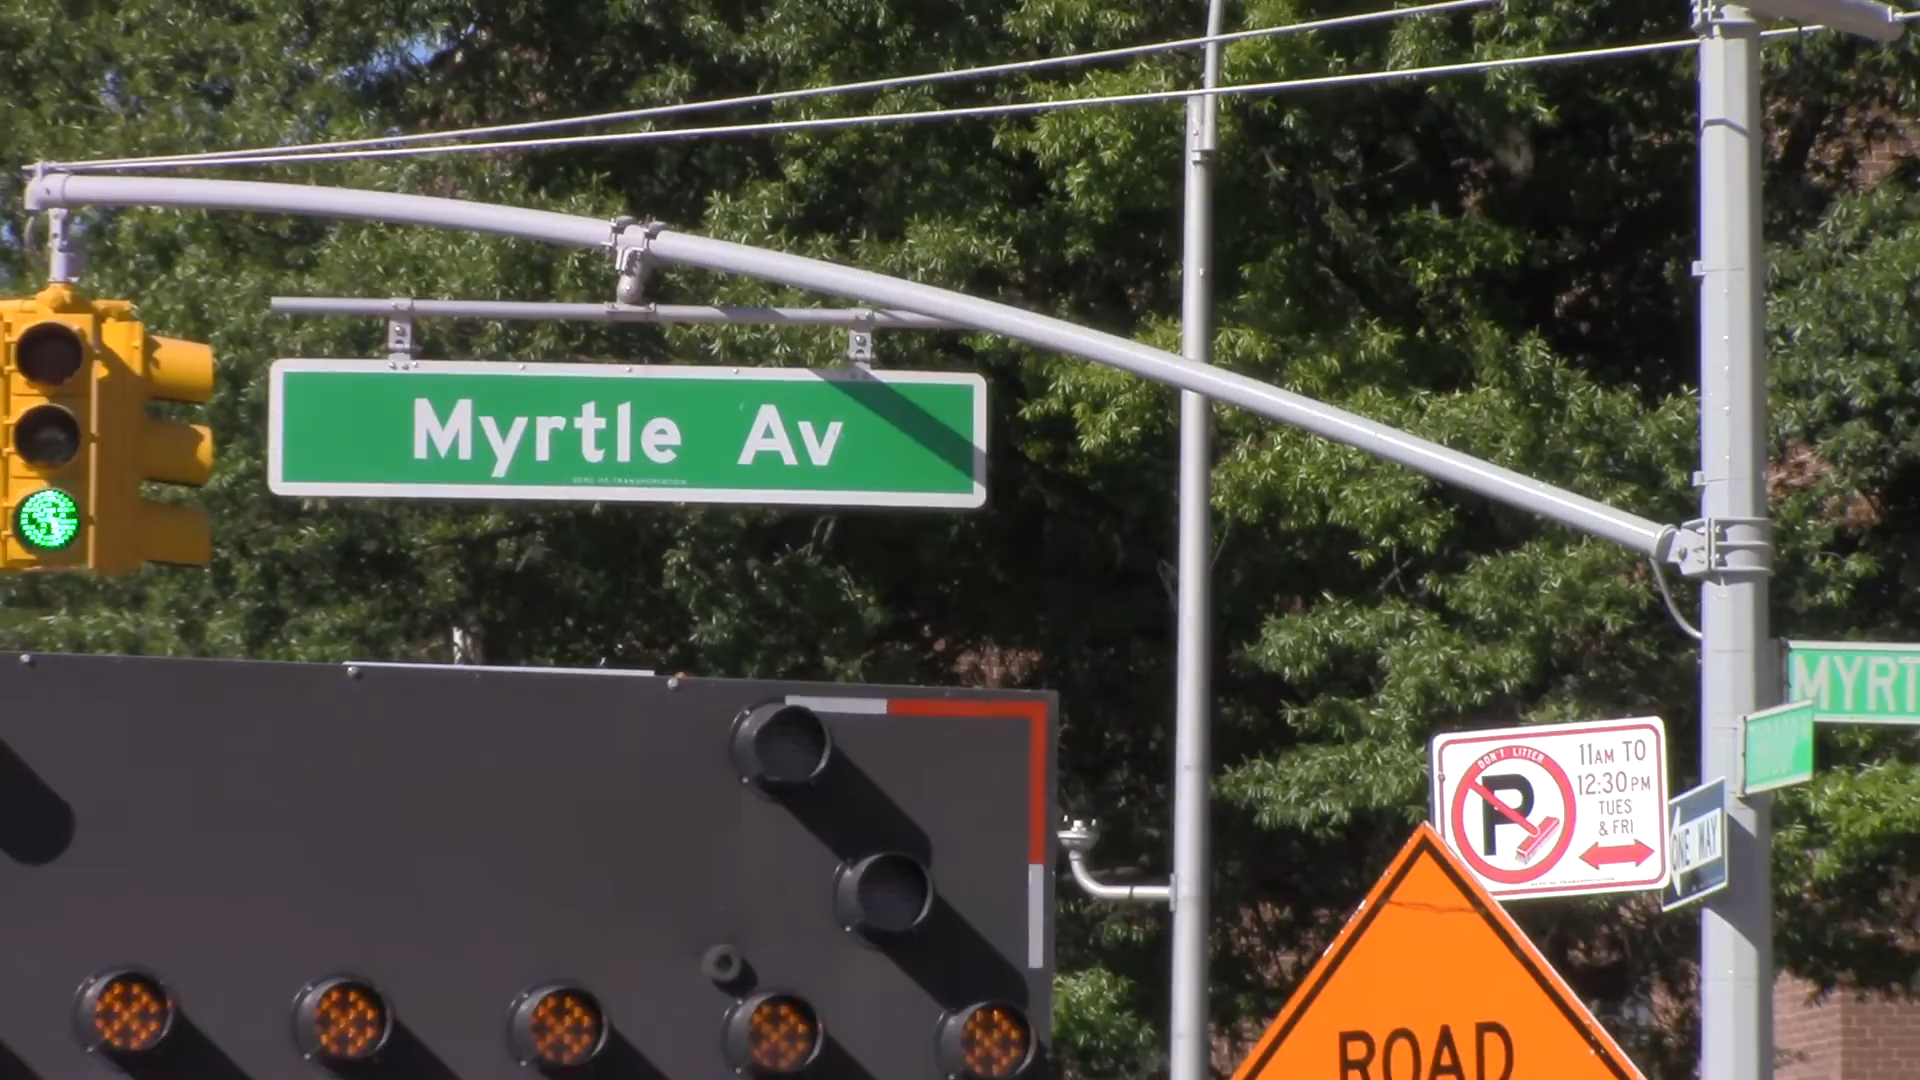 Myrtle Av
MYRT
DON'T LITTER
P
11AM TO
12:30PM
TUES
& FRI
ONE WAY
ROAD